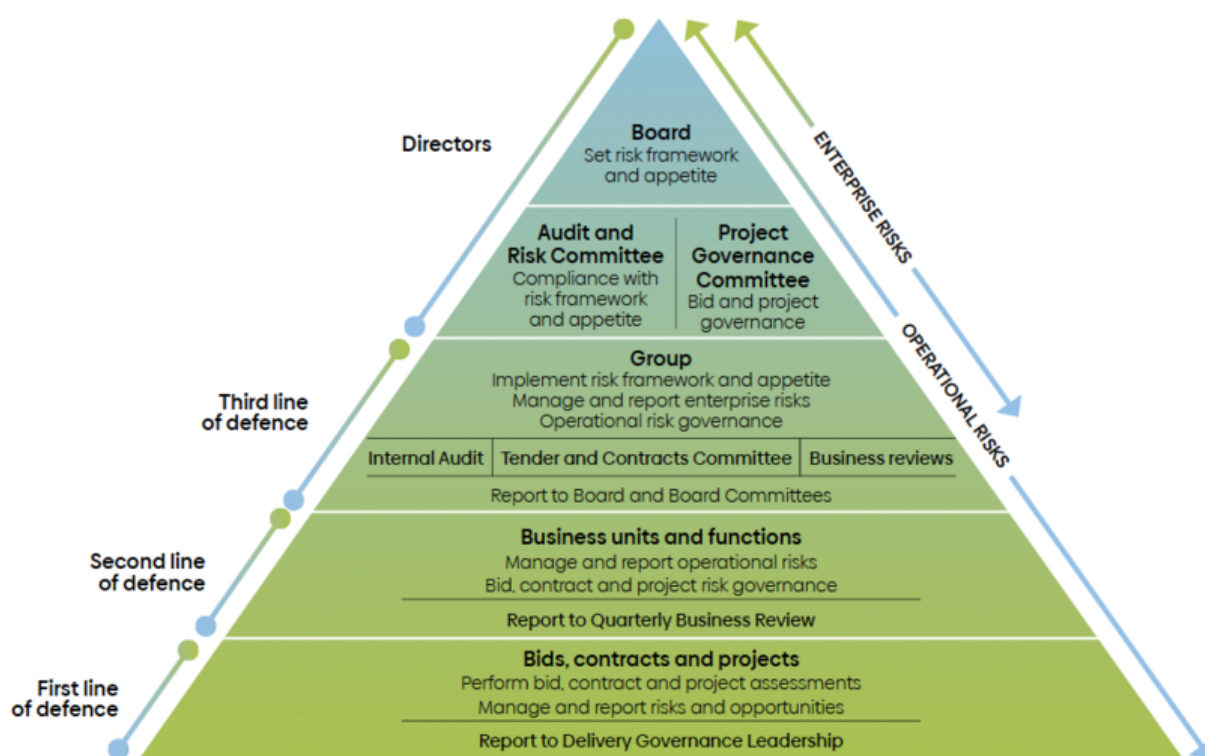 Directors
Board
Set risk framework
and appetite
ENTERPRISE RISKS
Audit and
Risk Committee
Compliance with
risk framework
and appetite
Project
Governance
Committee
Bid and project
governance
OPERATIONAL RISKS
Third line
of defence
Group
Implement risk framework and appetite
Manage and report enterprise risks
Operational risk governance
Internal Audit
Tender and Contracts Committee
Business reviews
Report to Board and Board Committees
Second line
of defence
Business units and functions
Manage and report operational risks
Bid, contract and project risk governance
Report to Quarterly Business Review
First line
of defence
Bids, contracts and projects
Perform bid, contract and project assessments
Manage and report risks and opportunities
Report to Delivery Governance Leadership